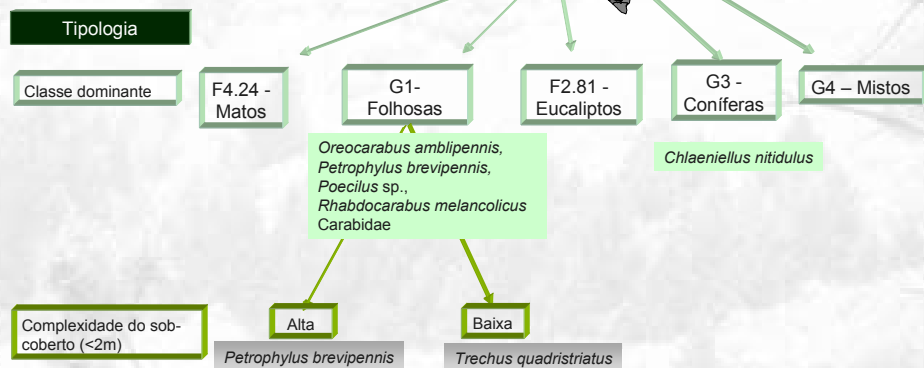 Tipologia
Classe dominante
F4.24 -
Matos
G1-
Folhosas
F2.81 -
Eucaliptos
G3 -
Coníferas
G4 – Mistos
Oreocarabus amblipennis,
Petrophylus brevipennis,
Poecilus sp.,
Rhabdocarabus melancolicus
Carabidae
Chlaeniellus nitidulus
Complexidade do sob-
coberto (<2m)
Alta
Baixa
Petrophylus brevipennis
Trechus quadristriatus